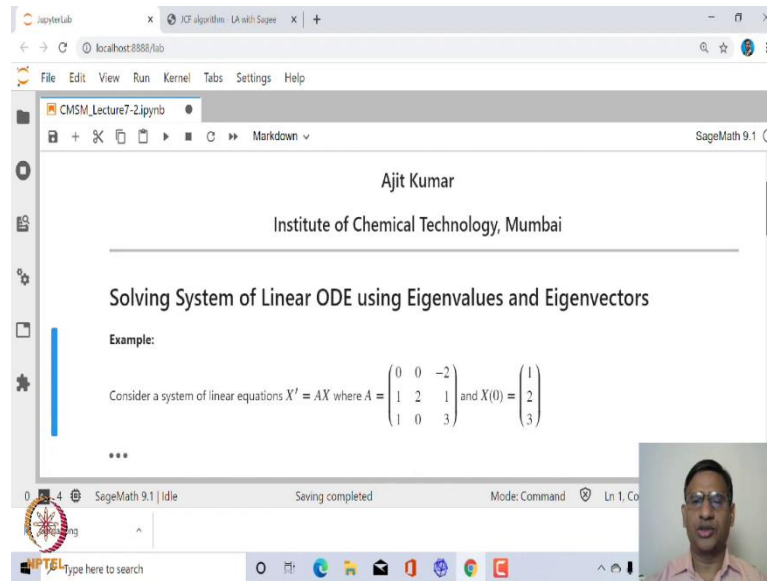 JupyterLab
JCF algorithm - LA with Sagee
localhost:8888/lab
File Edit View Run Kernel Tabs Settings Help
CMSM_Lecture7-2.ipynb
Markdown
SageMath 9.1
Ajit Kumar
Institute of Chemical Technology, Mumbai
Solving System of Linear ODE using Eigenvalues and Eigenvectors
Example:
Consider a system of linear equations X′ = AX where A = (0 0 −2; 1 2 1; 1 0 3) and X(0) = (1; 2; 3)
•••
0 4 SageMath 9.1 | Idle Saving completed Mode: Command Ln 1, Co
NPTEL
Type here to search